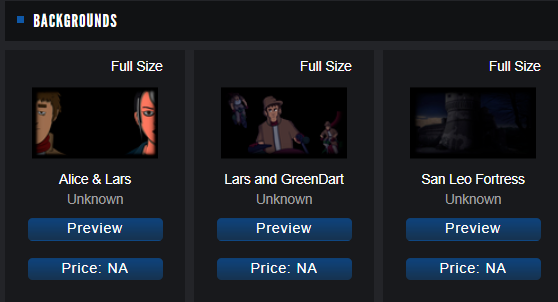 BACKGROUNDS
Full Size
Full Size
Full Size
Alice & Lars
Lars and GreenDart
San Leo Fortress
Unknown
Unknown
Unknown
Preview
Preview
Preview
Price: NA
Price: NA
Price: NA